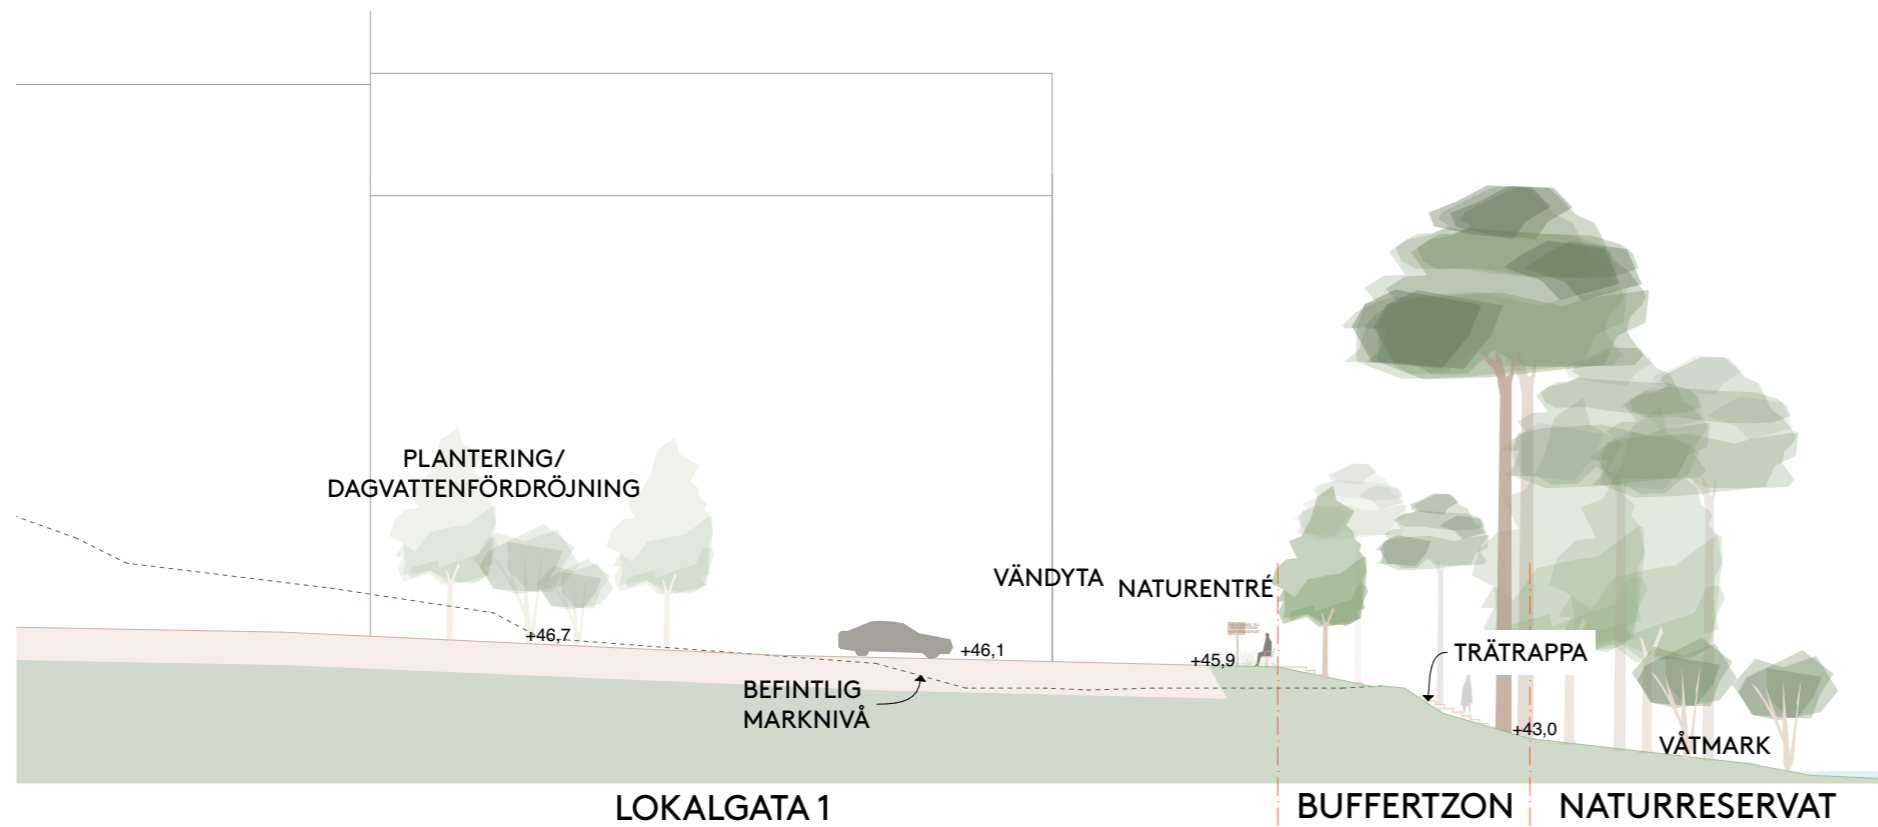 PLANTERING/
DAGVATTENFÖRDRÖJNING
VÄNDYTA
NATURENTRÉ
+46,7
+46,1
+45,9
TRÄTRAPPA
BEFINTLIG
MARKNIVÅ
+43,0
VÅTMARK
LOKALGATA 1
BUFFERTZON
NATURRESERVAT